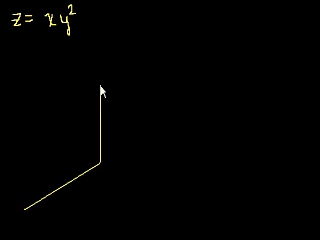 z = xy²